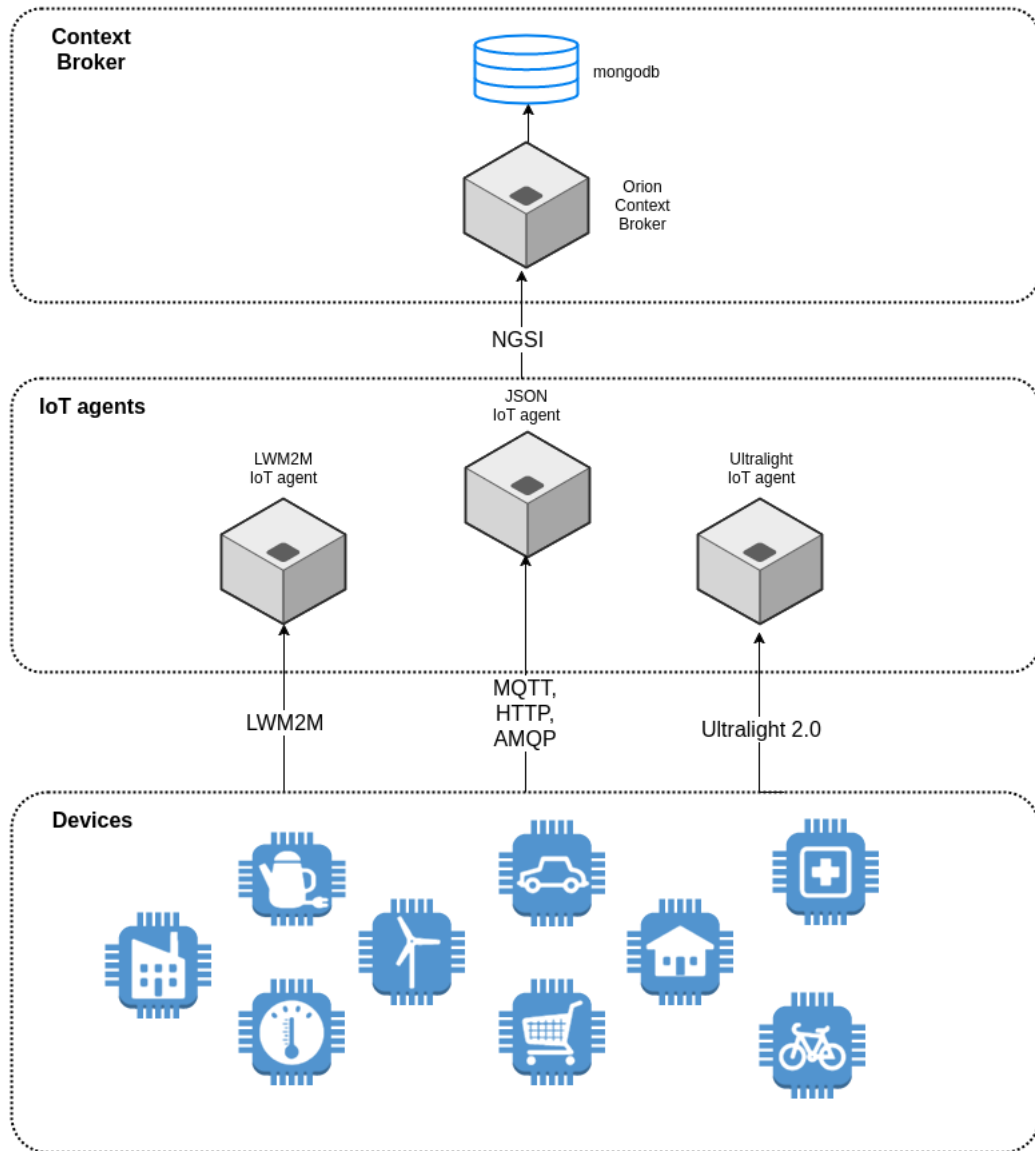 Context
Broker
mongodb
Orion
Context
Broker
NGSI
IoT agents
JSON
IoT agent
LWM2M
IoT agent
Ultralight
IoT agent
LWM2M
MQTT,
HTTP,
AMQP
Ultralight 2.0
Devices